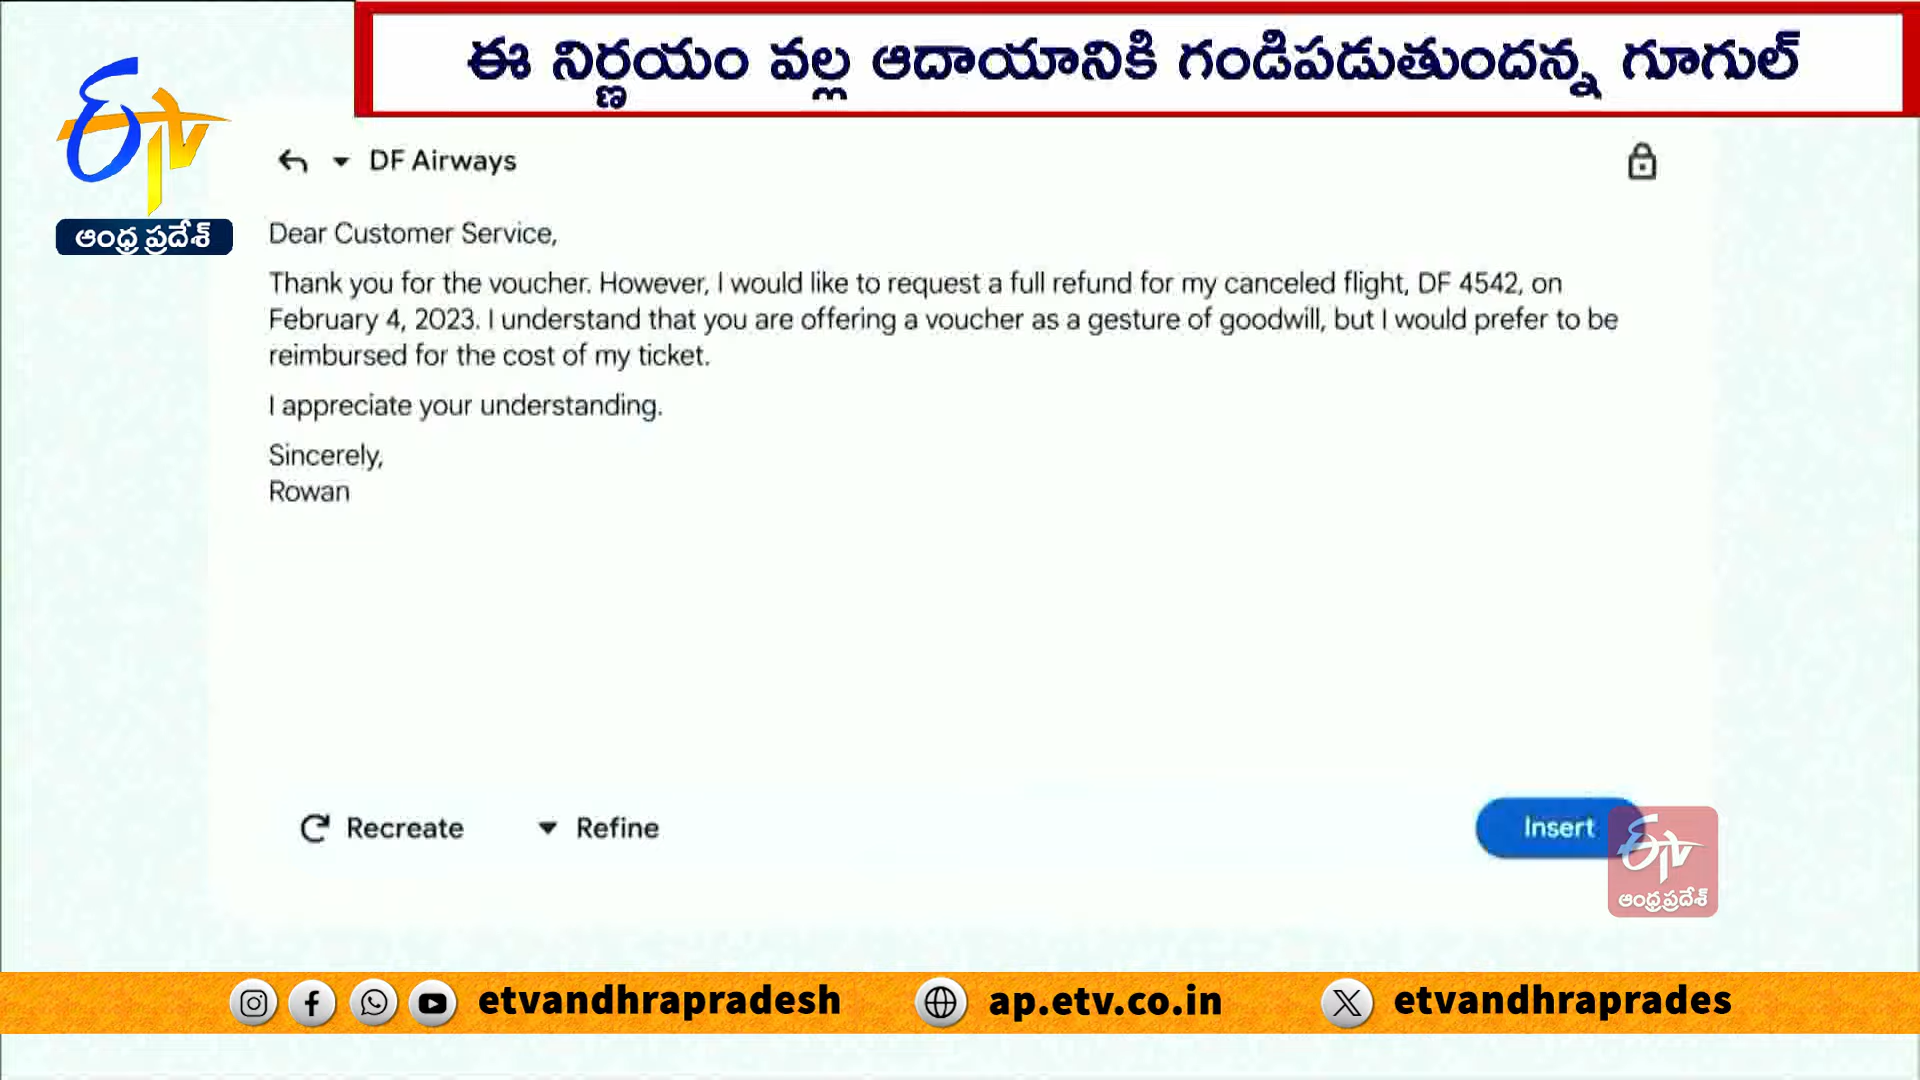 ఈ నిర్ణయం వల్ల ఆదాయానికి గండిపడుతుందన్న గూగుల్
ETV
ఆంధ్ర ప్రదేశ్
DF Airways
Dear Customer Service,
Thank you for the voucher. However, I would like to request a full refund for my canceled flight, DF 4542, on
February 4, 2023. I understand that you are offering a voucher as a gesture of goodwill, but I would prefer to be
reimbursed for the cost of my ticket.
I appreciate your understanding.
Sincerely,
Rowan
Recreate Refine Insert
ETV
ఆంధ్రప్రదేశ్
etvandhrapradesh ap.etv.co.in etvandhraprades